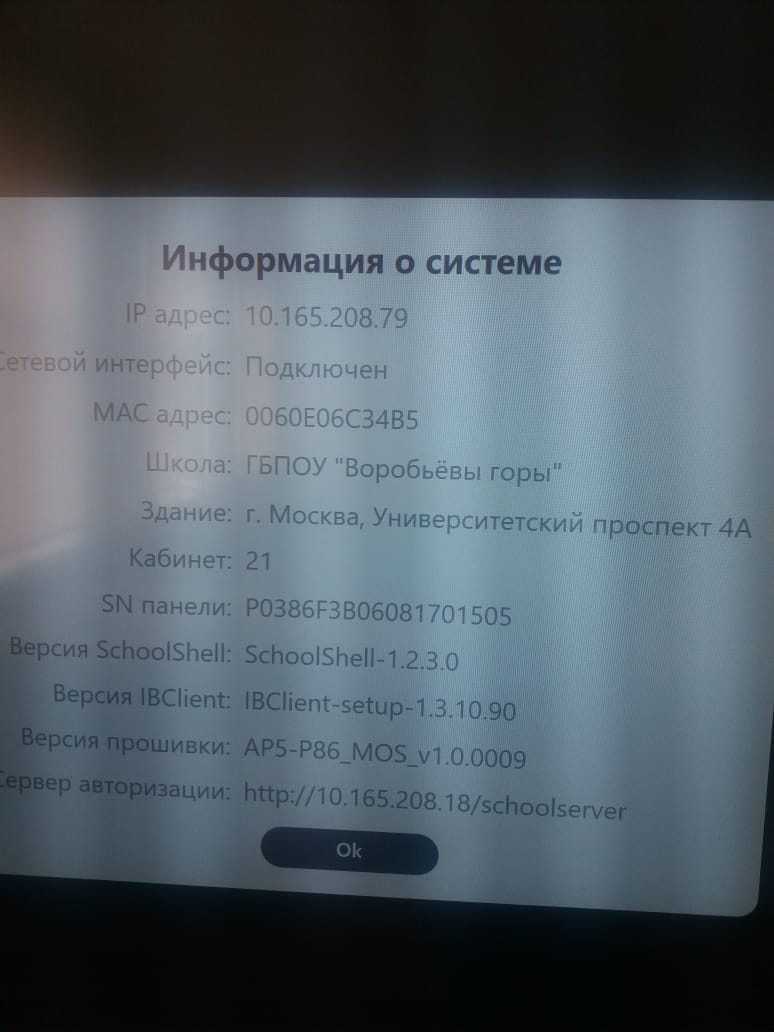 Информация о системе
IP адрес: 10.165.208.79
Сетевой интерфейс: Подключен
MAC адрес: 0060E06C34B5
Школа: ГБПОУ "Воробьёвы горы"
Здание: г. Москва, Университетский проспект 4А
Кабинет: 21
SN панели: P0386F3B06081701505
Версия SchoolShell: SchoolShell-1.2.3.0
Версия IBClient: IBClient-setup-1.3.10.90
Версия прошивки: AP5-P86_MOS_v1.0.0009
Сервер авторизации: http://10.165.208.18/schoolserver
Ok